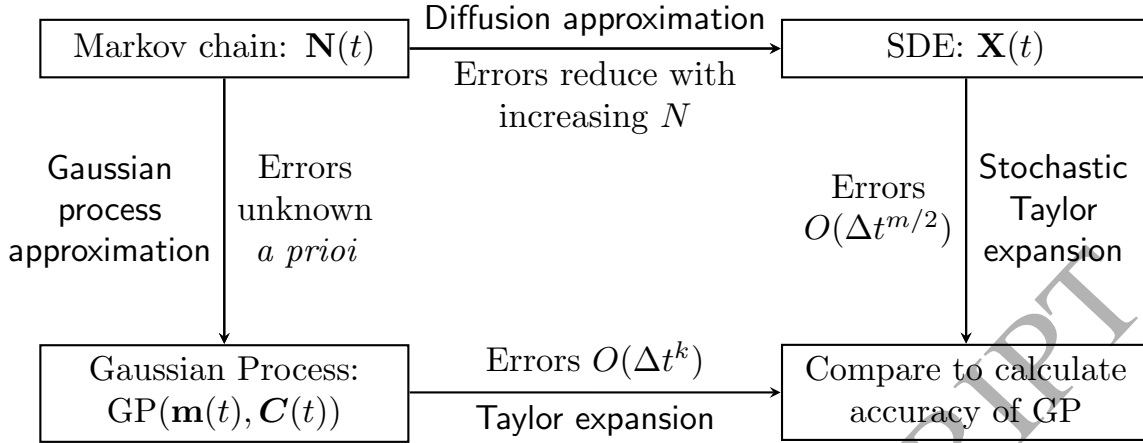 Markov chain: N(t)
Diffusion approximation
Errors reduce with
increasing N
SDE: X(t)
Gaussian
process
approximation
Errors
unknown
a prioi
Errors
O(Δt^{m/2})
Stochastic
Taylor
expansion
Gaussian Process:
GP(m(t), C(t))
Errors O(Δt^k)
Taylor expansion
Compare to calculate
accuracy of GP
IPT